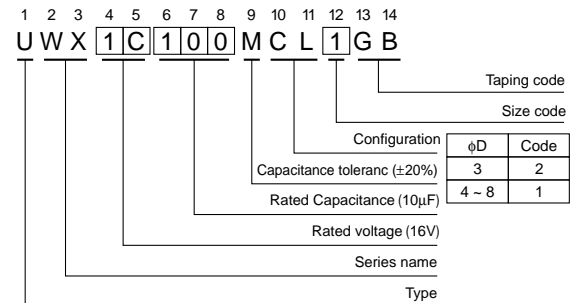 1 2 3 4 5 6 7 8 9 10 11 12 13 14
U W X 1 C 1 0 0 M C L 1 G B
Taping code
Size code
Configuration
φD Code
Capacitance toleranc (±20%)
3 2
4 ~ 8 1
Rated Capacitance (10µF)
Rated voltage (16V)
Series name
Type